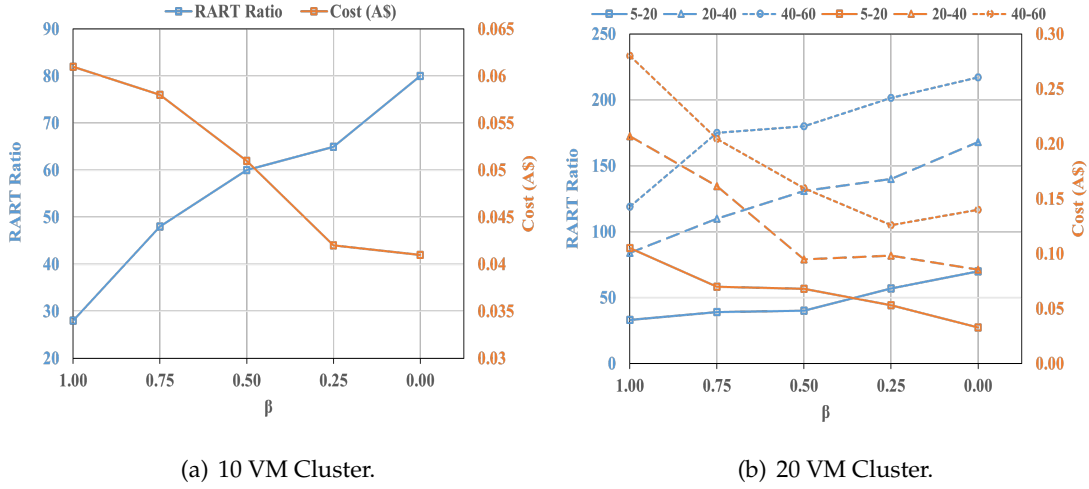 RART Ratio Cost (A$)
90
80
70
60
50
40
30
20
RART Ratio
0.065
0.060
0.055
0.050
0.045
0.040
0.035
0.03
Cost (A$)
1.00 0.75 0.50 0.25 0.00
β
(a) 10 VM Cluster.
5-20 20-40 40-60 5-20 20-40 40-60
250
200
150
100
50
0
RART Ratio
0.30
0.25
0.20
0.15
0.10
0.05
0.00
Cost (A$)
1.00 0.75 0.50 0.25 0.00
β
(b) 20 VM Cluster.